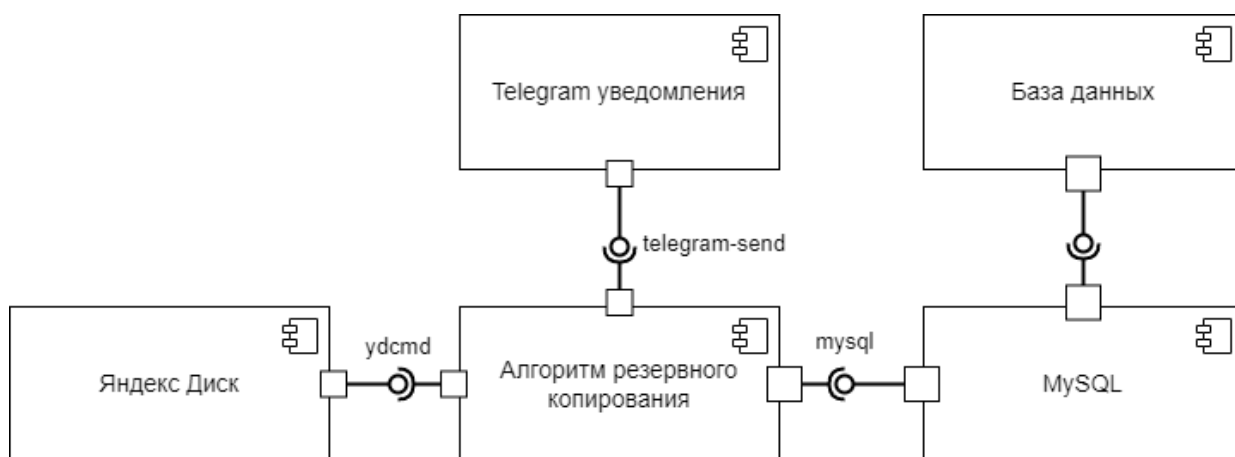 Telegram уведомления
База данных
telegram-send
ydcmd
mysql
Яндекс Диск
Алгоритм резервного
копирования
MySQL